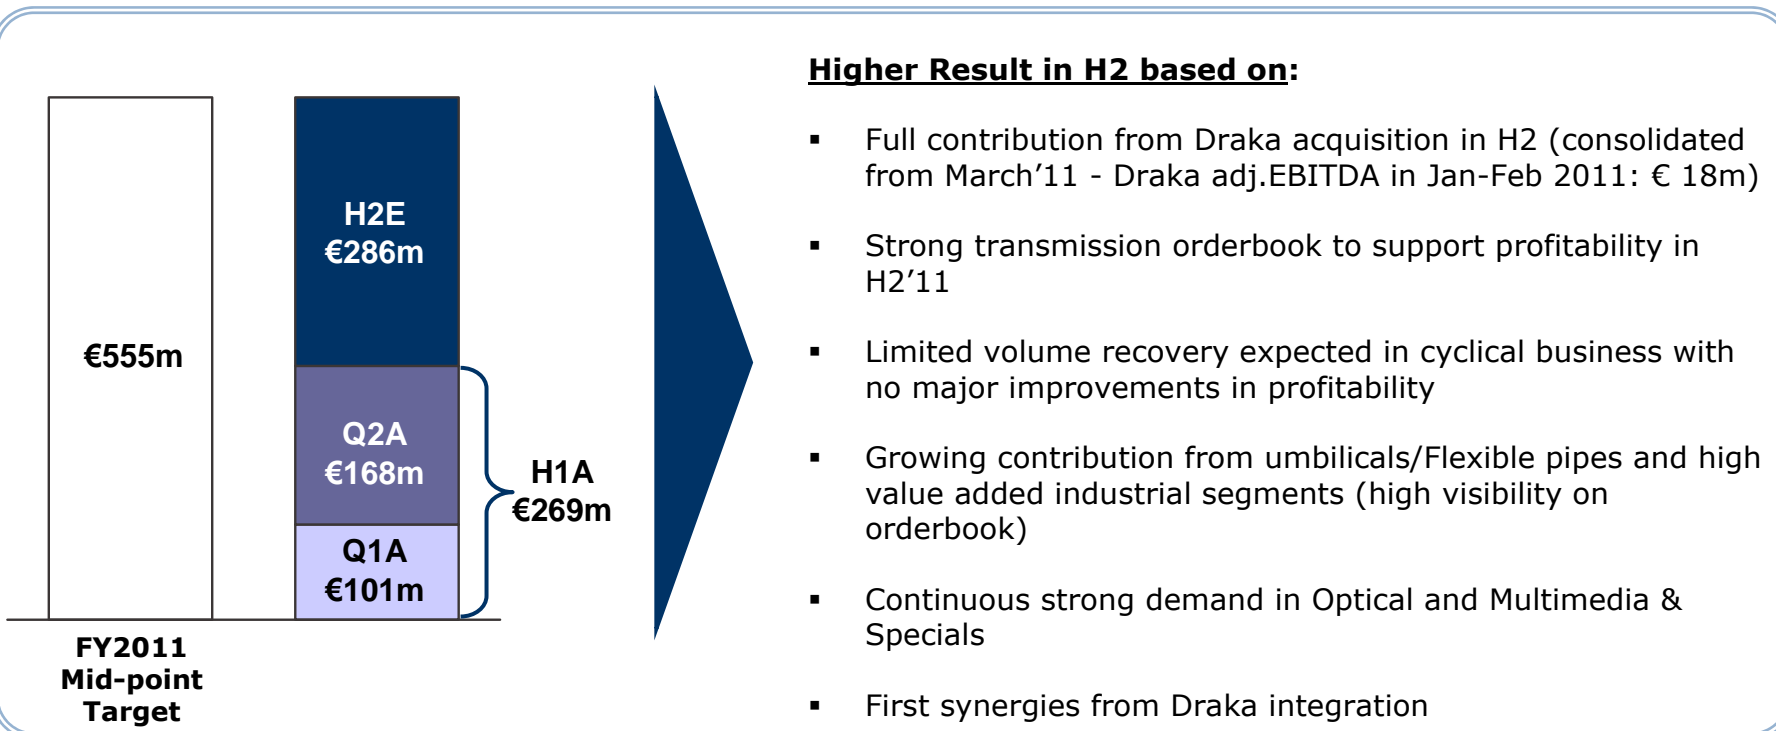 €555m
FY2011
Mid-point
Target
H2E
€286m
Q2A
€168m
Q1A
€101m
H1A
€269m
Higher Result in H2 based on:
▪ Full contribution from Draka acquisition in H2 (consolidated
from March’11 - Draka adj.EBITDA in Jan-Feb 2011: € 18m)
▪ Strong transmission orderbook to support profitability in
H2’11
▪ Limited volume recovery expected in cyclical business with
no major improvements in profitability
▪ Growing contribution from umbilicals/Flexible pipes and high
value added industrial segments (high visibility on
orderbook)
▪ Continuous strong demand in Optical and Multimedia &
Specials
▪ First synergies from Draka integration